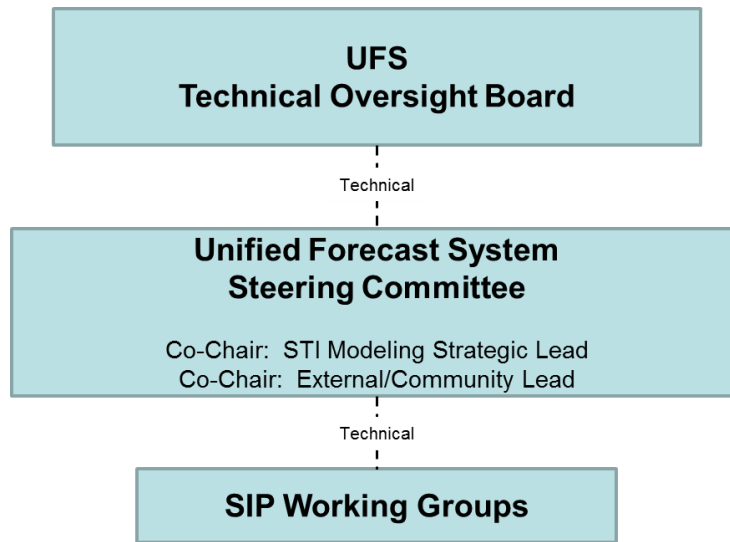 UFS
Technical Oversight Board
Technical
Unified Forecast System
Steering Committee
Co-Chair: STI Modeling Strategic Lead
Co-Chair: External/Community Lead
Technical
SIP Working Groups